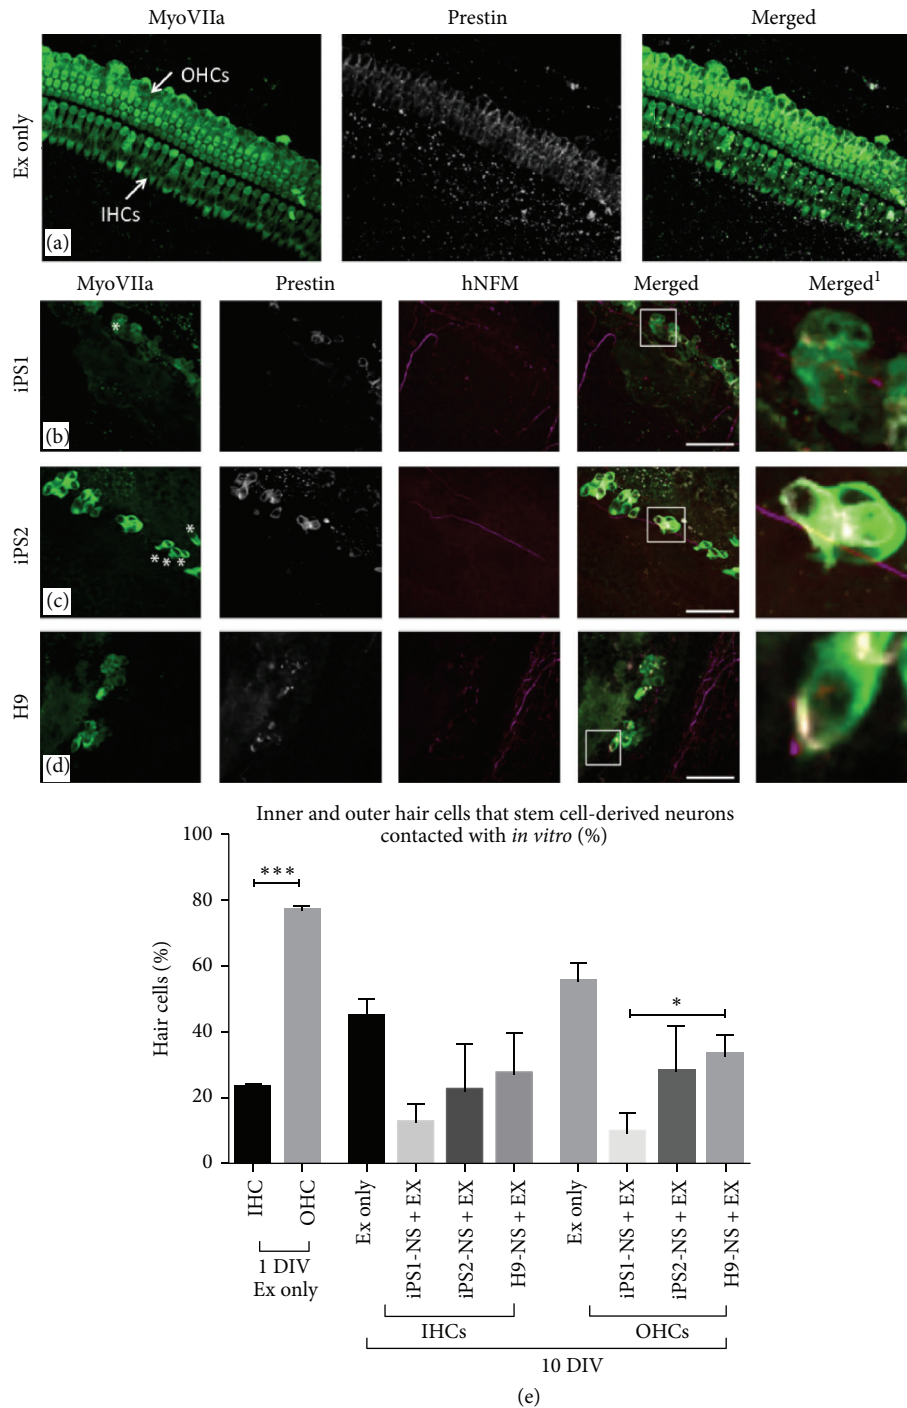 MyoVIIa Prestin Merged
Ex only
OHCs
IHCs
(a)
MyoVIIa Prestin hNFM Merged Merged¹
iPS1
*
(b)
iPS2
*
* * *
(c)
H9
(d)
Inner and outer hair cells that stem cell-derived neurons
contacted with in vitro (%)
Hair cells (%)
100
80
60
40
20
0
***
*
IHC
OHC
Ex only
iPS1-NS + EX
iPS2-NS + EX
H9-NS + EX
Ex only
iPS1-NS + EX
iPS2-NS + EX
H9-NS + EX
1 DIV
Ex only
IHCs OHCs
10 DIV
(e)